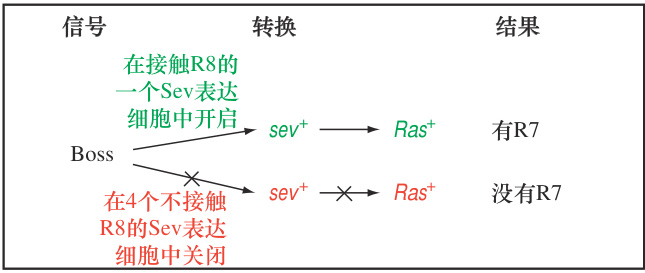 信号 转换 结果
在接触R8的
一个Sev表达
细胞中开启
sev⁺ Ras⁺ 有R7
Boss
sev⁺ Ras⁺ 没有R7
在4个不接触
R8的Sev表达
细胞中关闭